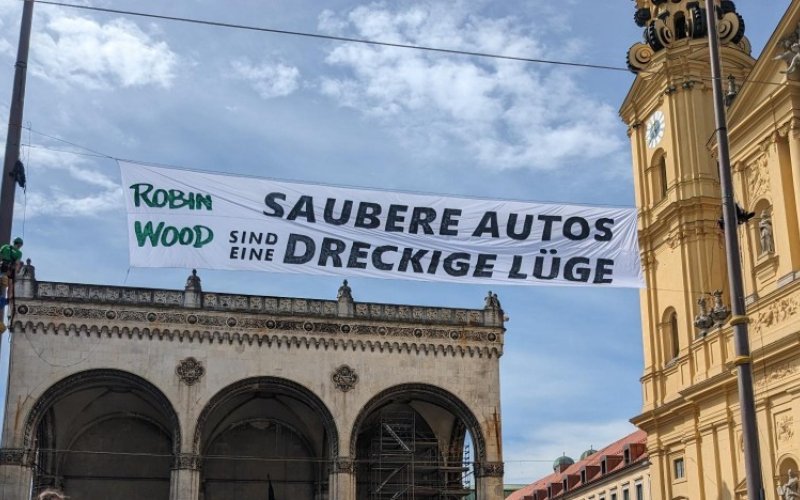 ROBIN WOOD
SAUBERE AUTOS
SIND EINE DRECKIGE LÜGE